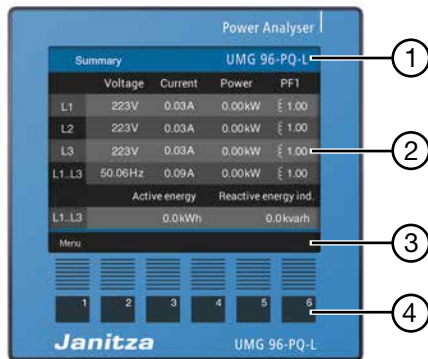 Power Analyser
Summary UMG 96-PQ-L
Voltage Current Power PF1
L1 223V 0.03A 0.00kW ξ 1.00
L2 223V 0.03A 0.00kW ξ 1.00
L3 223V 0.03A 0.00kW ξ 1.00
L1..L3 50.06Hz 0.09A 0.00kW ξ 1.00
Active energy Reactive energy ind.
L1..L3 0.0kWh 0.0kvarh
Menu
1 2 3 4 5 6
Janitza UMG 96-PQ-L
1
2
3
4